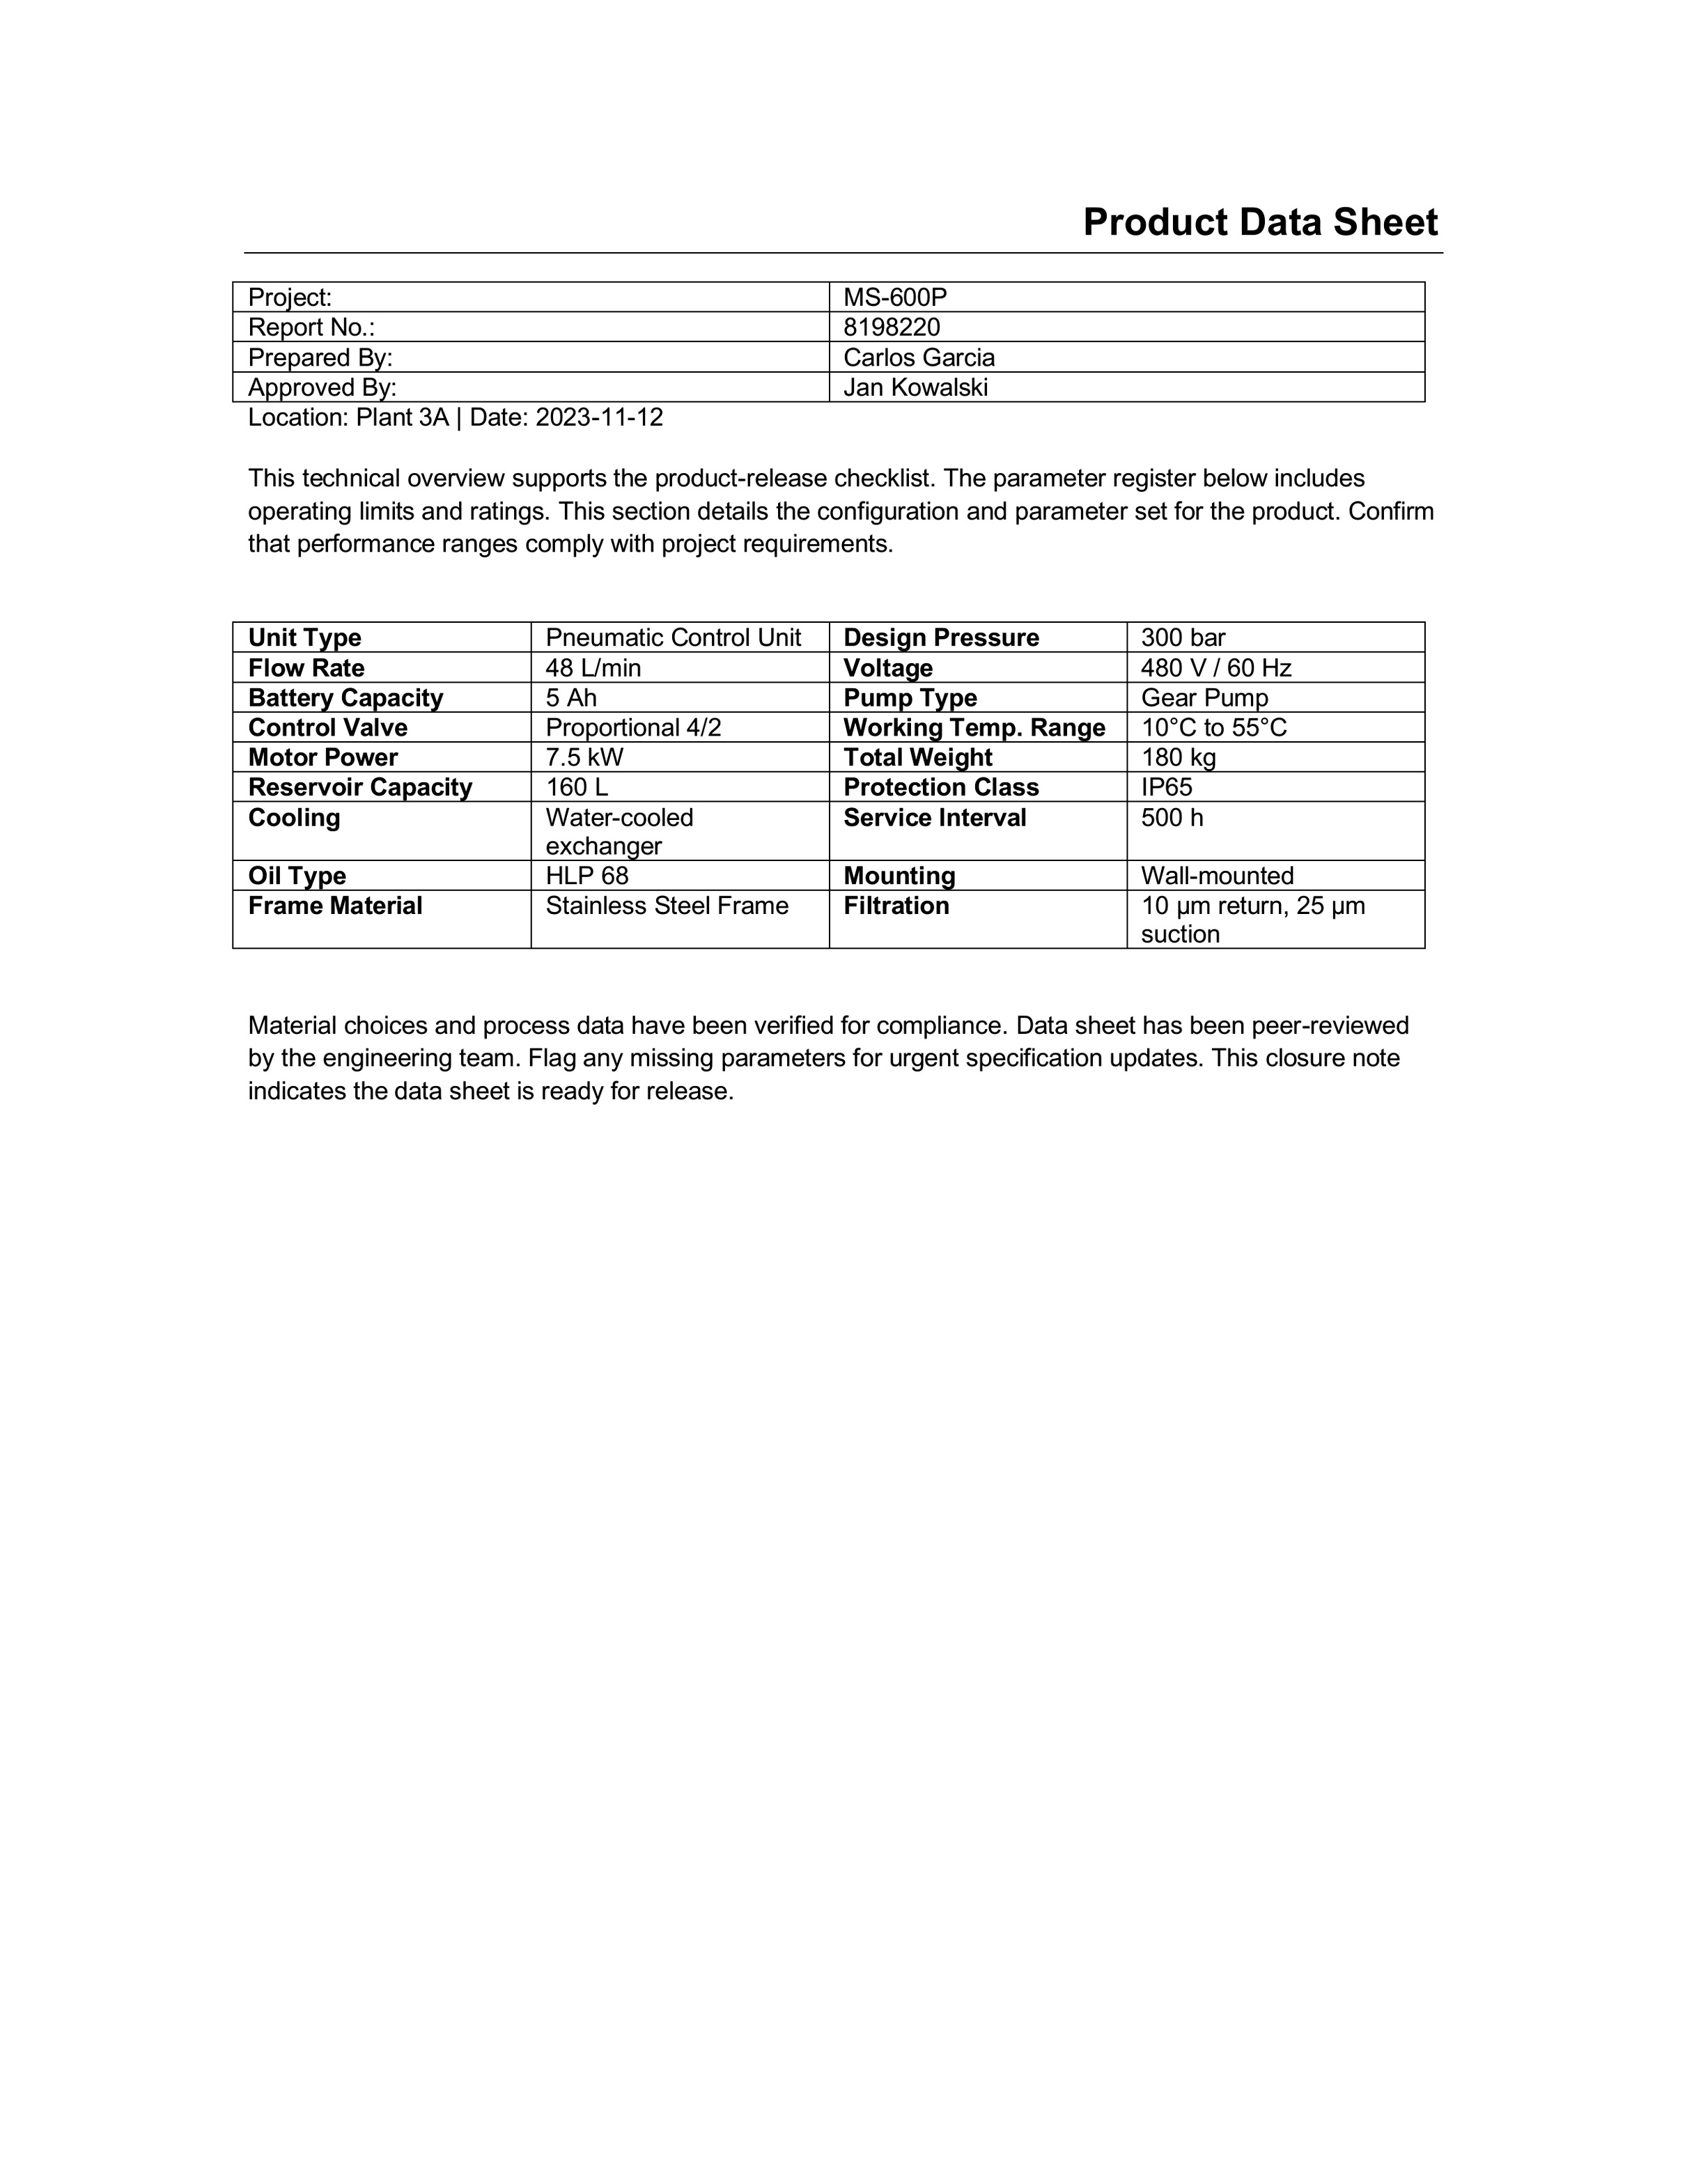 Product Data Sheet
Project: MS-600P
Report No.: 8198220
Prepared By: Carlos Garcia
Approved By: Jan Kowalski
Location: Plant 3A | Date: 2023-11-12
This technical overview supports the product-release checklist. The parameter register below includes
operating limits and ratings. This section details the configuration and parameter set for the product. Confirm
that performance ranges comply with project requirements.
Unit Type Pneumatic Control Unit Design Pressure 300 bar
Flow Rate 48 L/min Voltage 480 V / 60 Hz
Battery Capacity 5 Ah Pump Type Gear Pump
Control Valve Proportional 4/2 Working Temp. Range 10°C to 55°C
Motor Power 7.5 kW Total Weight 180 kg
Reservoir Capacity 160 L Protection Class IP65
Cooling Water-cooled Service Interval 500 h
exchanger
Oil Type HLP 68 Mounting Wall-mounted
Frame Material Stainless Steel Frame Filtration 10 µm return, 25 µm
suction
Material choices and process data have been verified for compliance. Data sheet has been peer-reviewed
by the engineering team. Flag any missing parameters for urgent specification updates. This closure note
indicates the data sheet is ready for release.